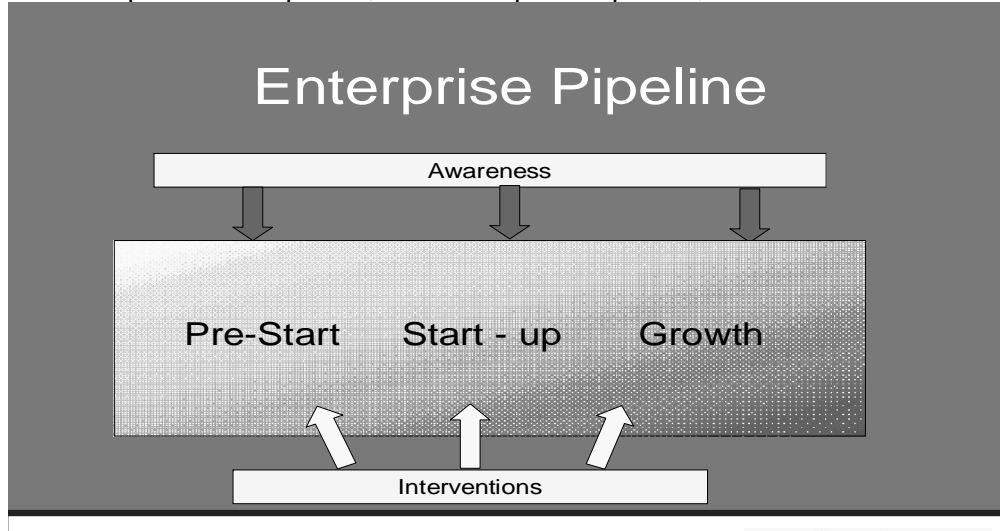 Enterprise Pipeline
Awareness
Pre-Start Start - up Growth
Interventions